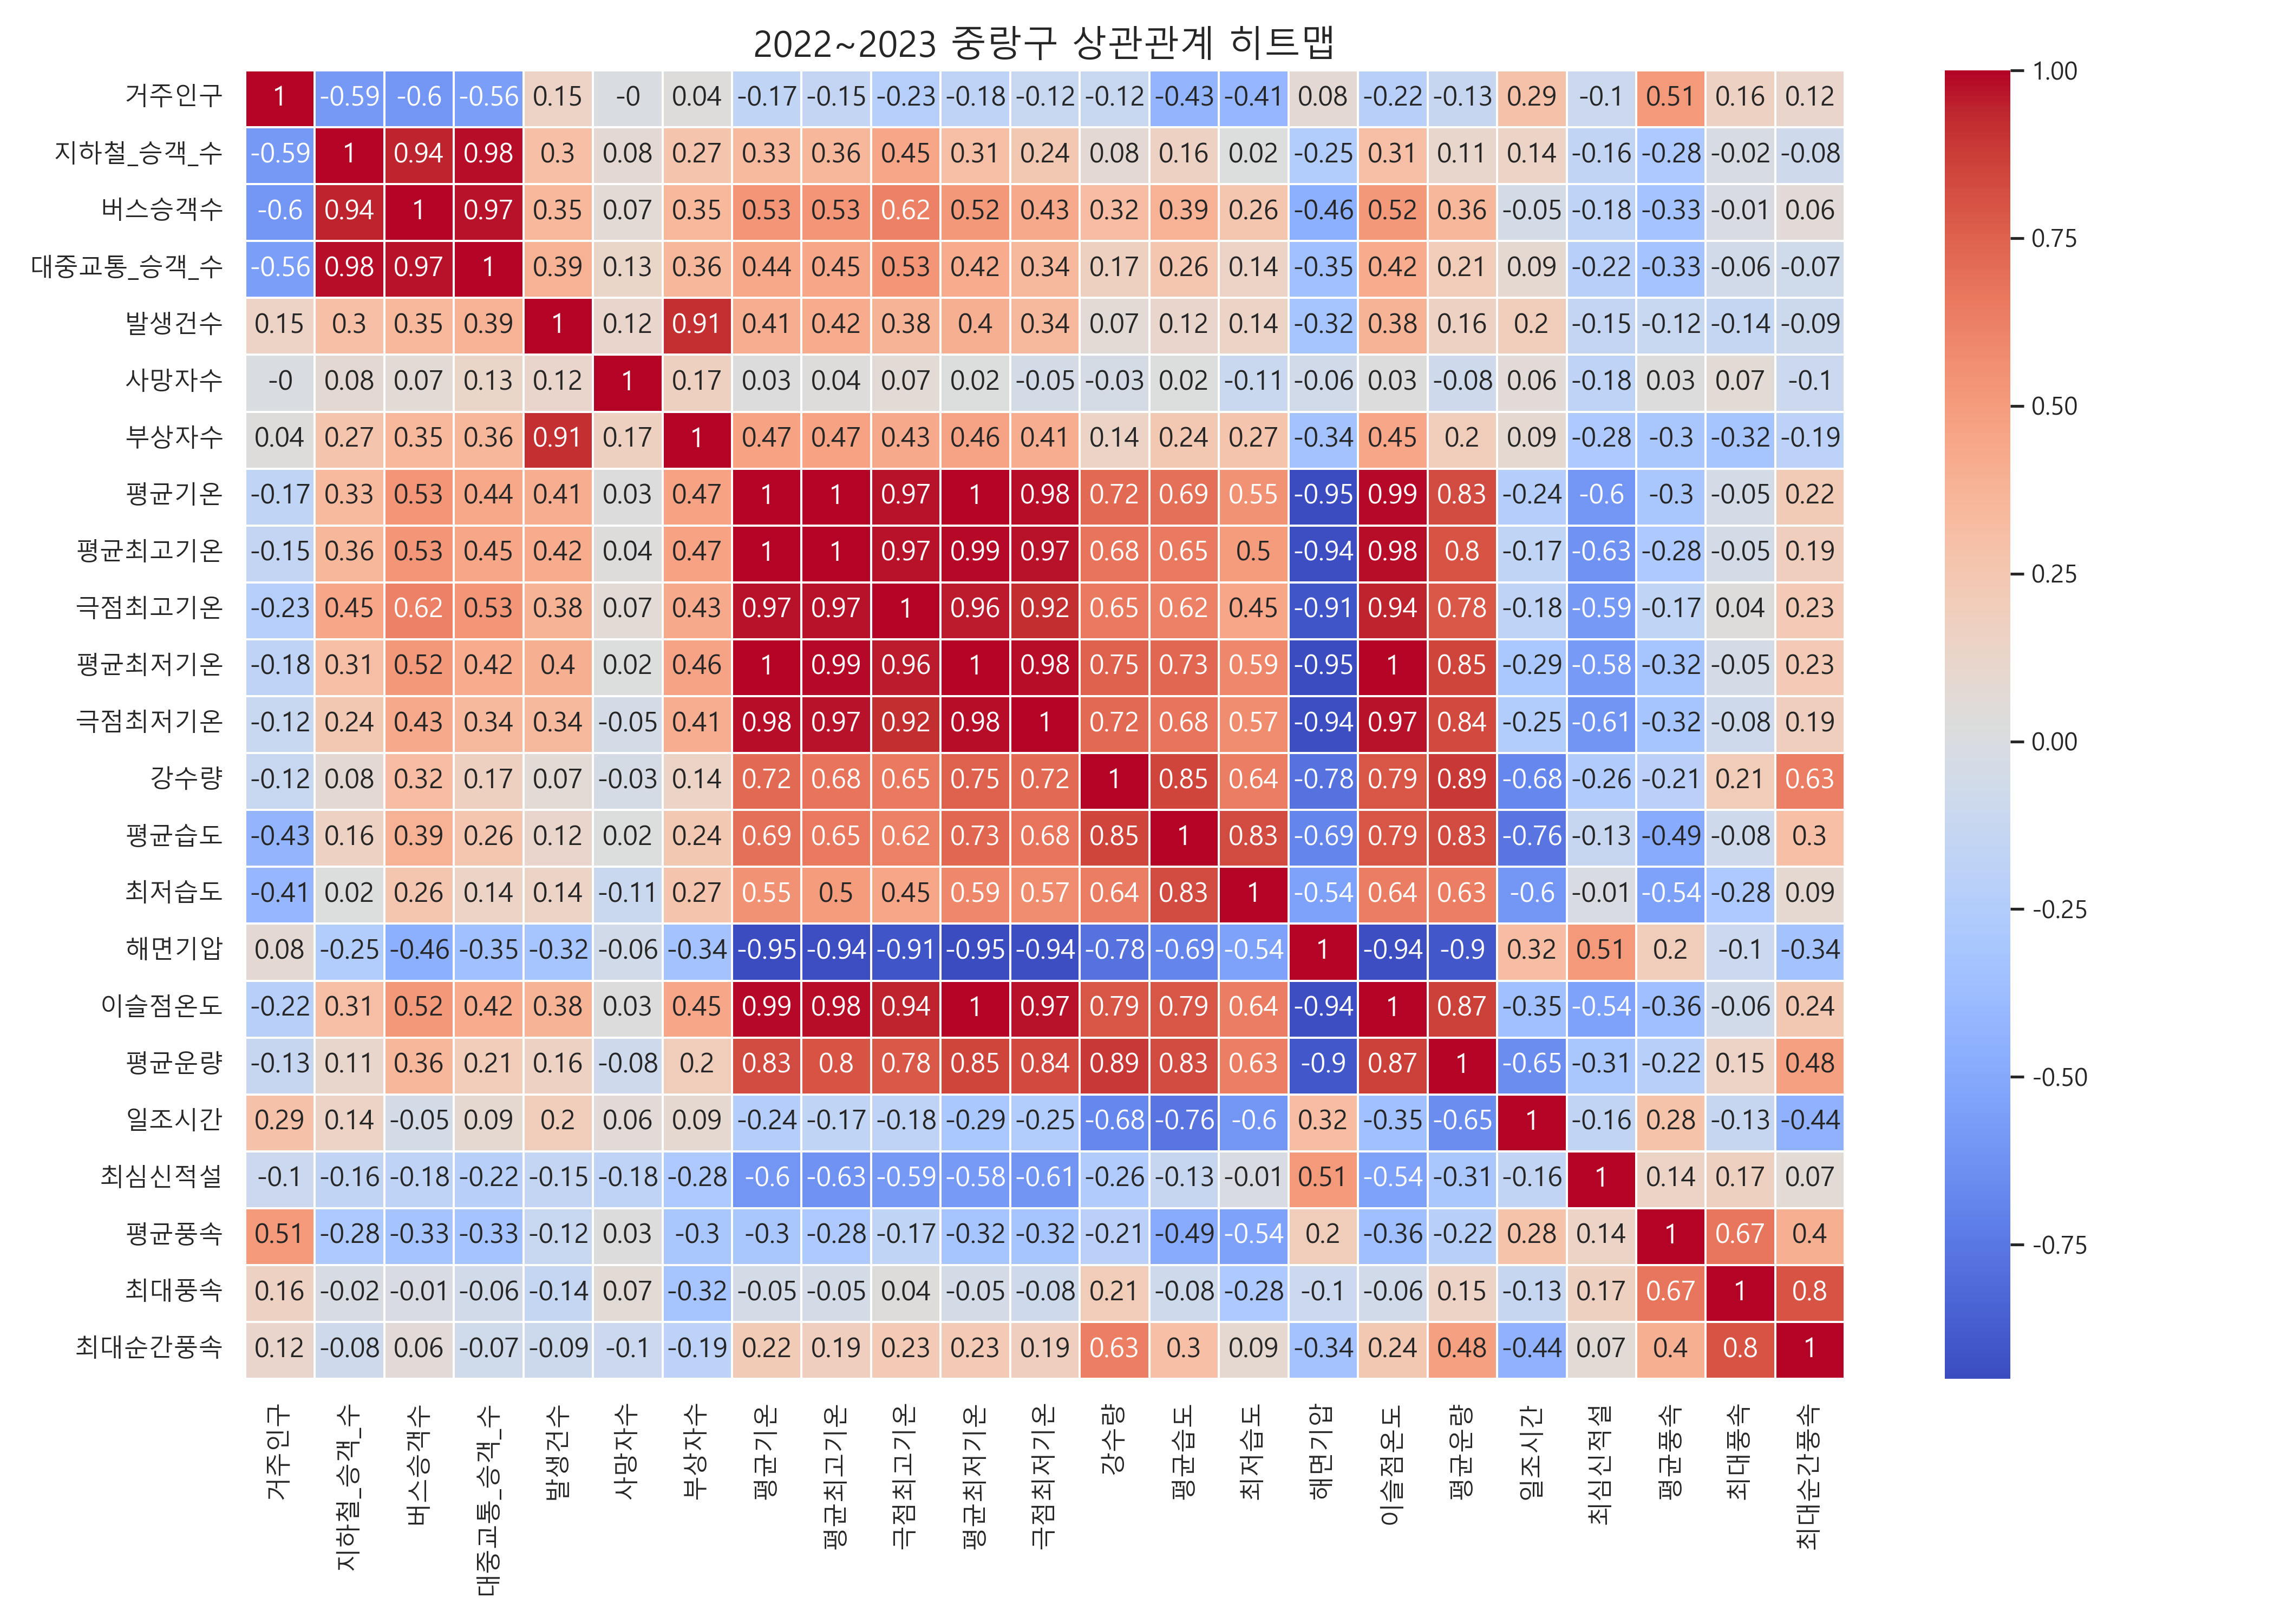 2022~2023 중랑구 상관관계 히트맵
거주인구 1 -0.59 -0.6 -0.56 0.15 -0 0.04 -0.17 -0.15 -0.23 -0.18 -0.12 -0.12 -0.43 -0.41 0.08 -0.22 -0.13 0.29 -0.1 0.51 0.16 0.12
지하철_승객_수 -0.59 1 0.94 0.98 0.3 0.08 0.27 0.33 0.36 0.45 0.31 0.24 0.08 0.16 0.02 -0.25 0.31 0.11 0.14 -0.16 -0.28 -0.02 -0.08
버스승객수 -0.6 0.94 1 0.97 0.35 0.07 0.35 0.53 0.53 0.62 0.52 0.43 0.32 0.39 0.26 -0.46 0.52 0.36 -0.05 -0.18 -0.33 -0.01 0.06
대중교통_승객_수 -0.56 0.98 0.97 1 0.39 0.13 0.36 0.44 0.45 0.53 0.42 0.34 0.17 0.26 0.14 -0.35 0.42 0.21 0.09 -0.22 -0.33 -0.06 -0.07
발생건수 0.15 0.3 0.35 0.39 1 0.12 0.91 0.41 0.42 0.38 0.4 0.34 0.07 0.12 0.14 -0.32 0.38 0.16 0.2 -0.15 -0.12 -0.14 -0.09
사망자수 -0 0.08 0.07 0.13 0.12 1 0.17 0.03 0.04 0.07 0.02 -0.05 -0.03 0.02 -0.11 -0.06 0.03 -0.08 0.06 -0.18 0.03 0.07 -0.1
부상자수 0.04 0.27 0.35 0.36 0.91 0.17 1 0.47 0.47 0.43 0.46 0.41 0.14 0.24 0.27 -0.34 0.45 0.2 0.09 -0.28 -0.3 -0.32 -0.19
평균기온 -0.17 0.33 0.53 0.44 0.41 0.03 0.47 1 1 0.97 1 0.98 0.72 0.69 0.55 -0.95 0.99 0.83 -0.24 -0.6 -0.3 -0.05 0.22
평균최고기온 -0.15 0.36 0.53 0.45 0.42 0.04 0.47 1 1 0.97 0.99 0.97 0.68 0.65 0.5 -0.94 0.98 0.8 -0.17 -0.63 -0.28 -0.05 0.19
극점최고기온 -0.23 0.45 0.62 0.53 0.38 0.07 0.43 0.97 0.97 1 0.96 0.92 0.65 0.62 0.45 -0.91 0.94 0.78 -0.18 -0.59 -0.17 0.04 0.23
평균최저기온 -0.18 0.31 0.52 0.42 0.4 0.02 0.46 1 0.99 0.96 1 0.98 0.75 0.73 0.59 -0.95 1 0.85 -0.29 -0.58 -0.32 -0.05 0.23
극점최저기온 -0.12 0.24 0.43 0.34 0.34 -0.05 0.41 0.98 0.97 0.92 0.98 1 0.72 0.68 0.57 -0.94 0.97 0.84 -0.25 -0.61 -0.32 -0.08 0.19
강수량 -0.12 0.08 0.32 0.17 0.07 -0.03 0.14 0.72 0.68 0.65 0.75 0.72 1 0.85 0.64 -0.78 0.79 0.89 -0.68 -0.26 -0.21 0.21 0.63
평균습도 -0.43 0.16 0.39 0.26 0.12 0.02 0.24 0.69 0.65 0.62 0.73 0.68 0.85 1 0.83 -0.69 0.79 0.83 -0.76 -0.13 -0.49 -0.08 0.3
최저습도 -0.41 0.02 0.26 0.14 0.14 -0.11 0.27 0.55 0.5 0.45 0.59 0.57 0.64 0.83 1 -0.54 0.64 0.63 -0.6 -0.01 -0.54 -0.28 0.09
해면기압 0.08 -0.25 -0.46 -0.35 -0.32 -0.06 -0.34 -0.95 -0.94 -0.91 -0.95 -0.94 -0.78 -0.69 -0.54 1 -0.94 -0.9 0.32 0.51 0.2 -0.1 -0.34
이슬점온도 -0.22 0.31 0.52 0.42 0.38 0.03 0.45 0.99 0.98 0.94 1 0.97 0.79 0.79 0.64 -0.94 1 0.87 -0.35 -0.54 -0.36 -0.06 0.24
평균운량 -0.13 0.11 0.36 0.21 0.16 -0.08 0.2 0.83 0.8 0.78 0.85 0.84 0.89 0.83 0.63 -0.9 0.87 1 -0.65 -0.31 -0.22 0.15 0.48
일조시간 0.29 0.14 -0.05 0.09 0.2 0.06 0.09 -0.24 -0.17 -0.18 -0.29 -0.25 -0.68 -0.76 -0.6 0.32 -0.35 -0.65 1 -0.16 0.28 -0.13 -0.44
최심신적설 -0.1 -0.16 -0.18 -0.22 -0.15 -0.18 -0.28 -0.6 -0.63 -0.59 -0.58 -0.61 -0.26 -0.13 -0.01 0.51 -0.54 -0.31 -0.16 1 0.14 0.17 0.07
평균풍속 0.51 -0.28 -0.33 -0.33 -0.12 0.03 -0.3 -0.3 -0.28 -0.17 -0.32 -0.32 -0.21 -0.49 -0.54 0.2 -0.36 -0.22 0.28 0.14 1 0.67 0.4
최대풍속 0.16 -0.02 -0.01 -0.06 -0.14 0.07 -0.32 -0.05 -0.05 0.04 -0.05 -0.08 0.21 -0.08 -0.28 -0.1 -0.06 0.15 -0.13 0.17 0.67 1 0.8
최대순간풍속 0.12 -0.08 0.06 -0.07 -0.09 -0.1 -0.19 0.22 0.19 0.23 0.23 0.19 0.63 0.3 0.09 -0.34 0.24 0.48 -0.44 0.07 0.4 0.8 1
거주인구
지하철_승객_수
버스승객수
대중교통_승객_수
발생건수
사망자수
부상자수
평균기온
평균최고기온
극점최고기온
평균최저기온
극점최저기온
강수량
평균습도
최저습도
해면기압
이슬점온도
평균운량
일조시간
최심신적설
평균풍속
최대풍속
최대순간풍속
1.00
0.75
0.50
0.25
0.00
-0.25
-0.50
-0.75